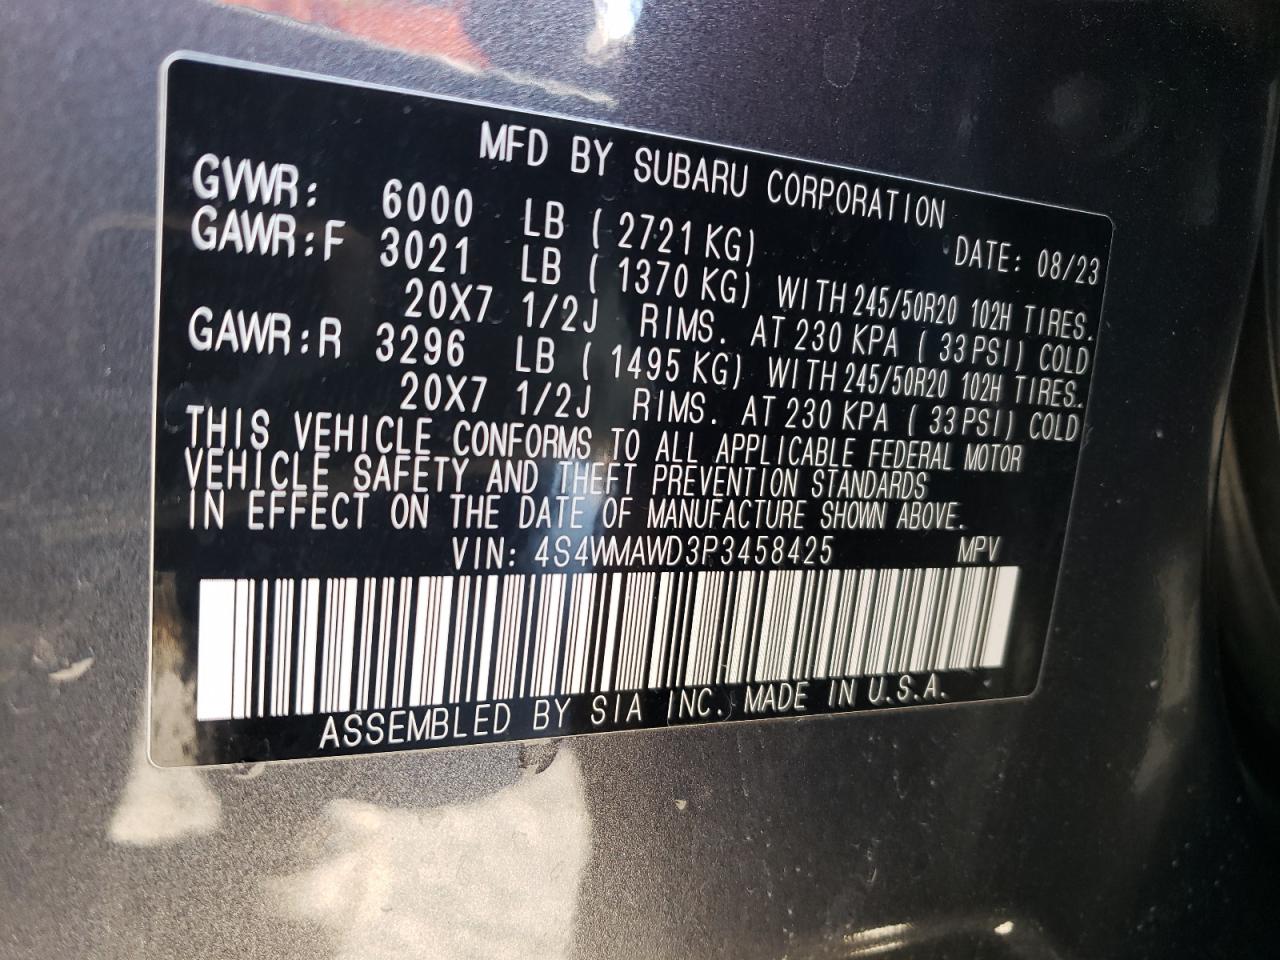 MFD BY SUBARU CORPORATION
GVWR: 6000 LB ( 2721 KG) DATE: 08/23
GAWR:F 3021 LB ( 1370 KG) WITH 245/50R20 102H TIRES.
20X7 1/2J RIMS. AT 230 KPA ( 33 PSI) COLD
GAWR:R 3296 LB ( 1495 KG) WITH 245/50R20 102H TIRES.
20X7 1/2J RIMS. AT 230 KPA ( 33 PSI) COLD
THIS VEHICLE CONFORMS TO ALL APPLICABLE FEDERAL MOTOR
VEHICLE SAFETY AND THEFT PREVENTION STANDARDS
IN EFFECT ON THE DATE OF MANUFACTURE SHOWN ABOVE.
VIN: 4S4WMAWD3P3458425 MPV
ASSEMBLED BY SIA INC. MADE IN U.S.A.